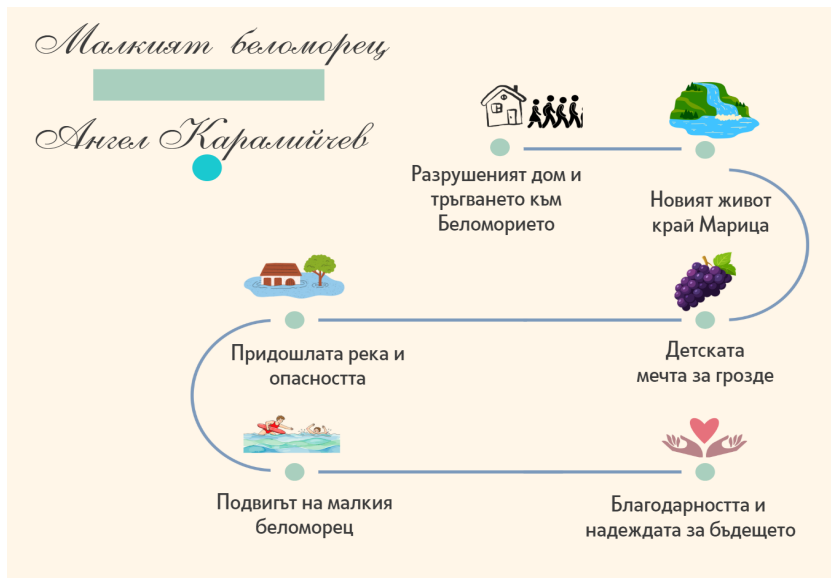 Малкият беломорец
Ангел Каралийчев
Разрушеният дом и
тръгването към
Беломорието
Новият живот
край Марица
Детската
мечта за грозде
Придошлата река и
опасността
Подвигът на малкия
беломорец
Благодарността и
надеждата за бъдещето